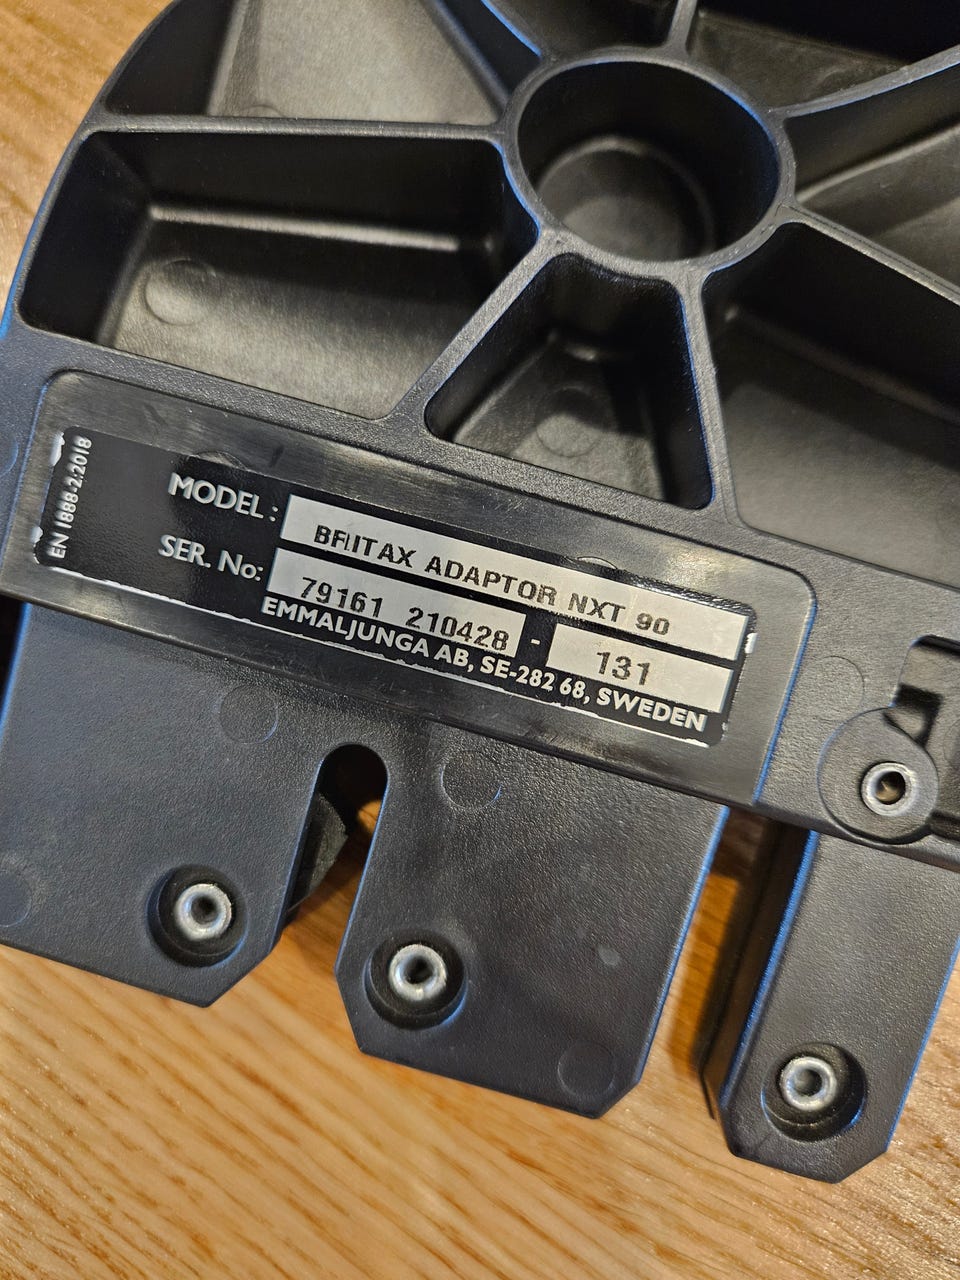 EN 1888-2:2018
MODEL: BRITAX ADAPTOR NXT 90
SER. No: 79161 210428 - 131
EMMALJUNGA AB, SE-282 68, SWEDEN